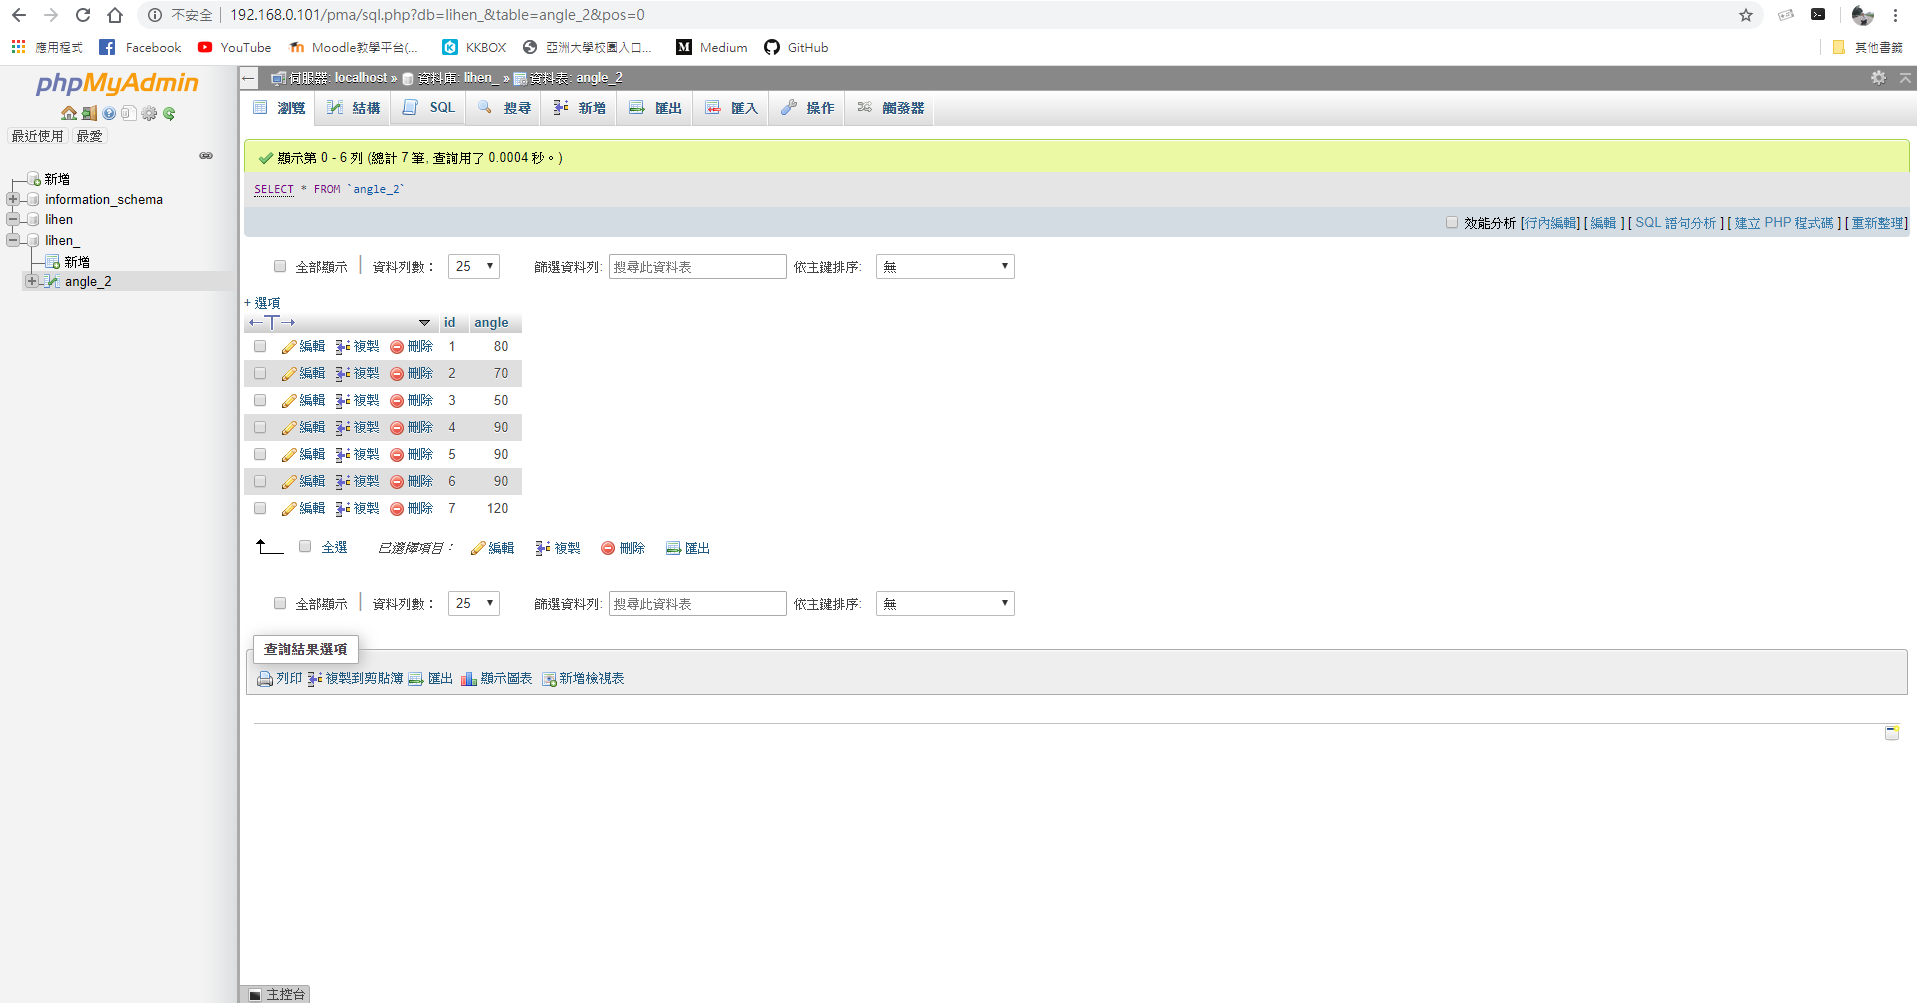 不安全 192.168.0.101/pma/sql.php?db=lihen_&table=angle_2&pos=0
應用程式 Facebook YouTube Moodle教學平台(... KKBOX 亞洲大學校園入口... Medium GitHub 其他書籤
phpMyAdmin
最近使用 最愛
新增
information_schema
lihen
lihen_
新增
angle_2
伺服器: localhost » 資料庫: lihen_ » 資料表: angle_2
瀏覽 結構 SQL 搜尋 新增 匯出 匯入 操作 觸發器
顯示第 0 - 6 列 (總計 7 筆, 查詢用了 0.0004 秒。)
SELECT * FROM `angle_2`
效能分析 [行內編輯] [ 編輯 ] [ SQL 語句分析 ] [ 建立 PHP 程式碼 ] [ 重新整理]
全部顯示 | 資料列數： 25 篩選資料列: 搜尋此資料表 依主鍵排序: 無
+ 選項
←T→ id angle
編輯 複製 刪除 1 80
編輯 複製 刪除 2 70
編輯 複製 刪除 3 50
編輯 複製 刪除 4 90
編輯 複製 刪除 5 90
編輯 複製 刪除 6 90
編輯 複製 刪除 7 120
全選 已選擇項目： 編輯 複製 刪除 匯出
全部顯示 | 資料列數： 25 篩選資料列: 搜尋此資料表 依主鍵排序: 無
查詢結果選項
列印 複製到剪貼簿 匯出 顯示圖表 新增檢視表
主控台